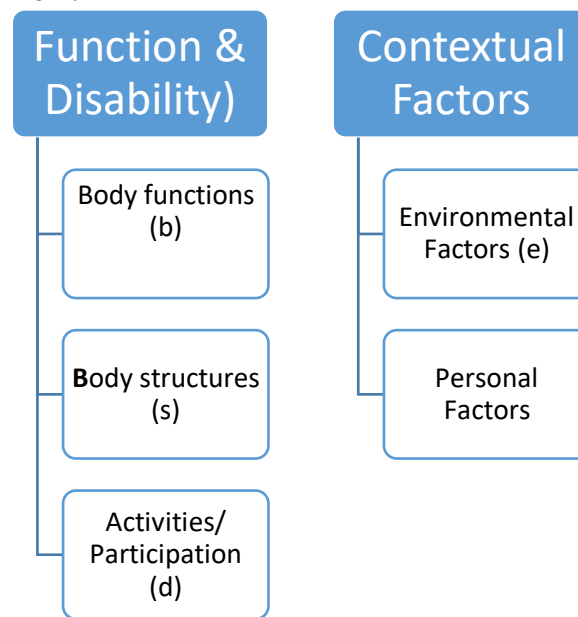 Function &
Disability)
Body functions
(b)
Body structures
(s)
Activities/
Participation
(d)
Contextual
Factors
Environmental
Factors (e)
Personal
Factors